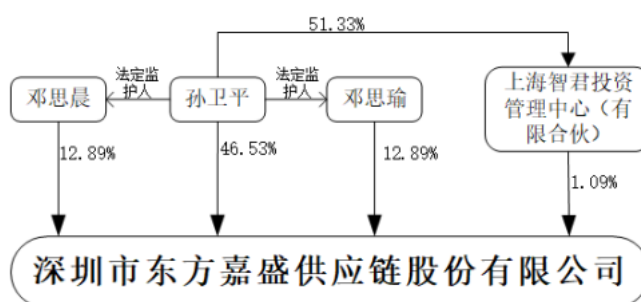 51.33%
法定监
护人
法定监
护人
邓思晨
孙卫平
邓思瑜
上海智君投资
管理中心（有
限合伙）
12.89%
46.53%
12.89%
1.09%
深圳市东方嘉盛供应链股份有限公司